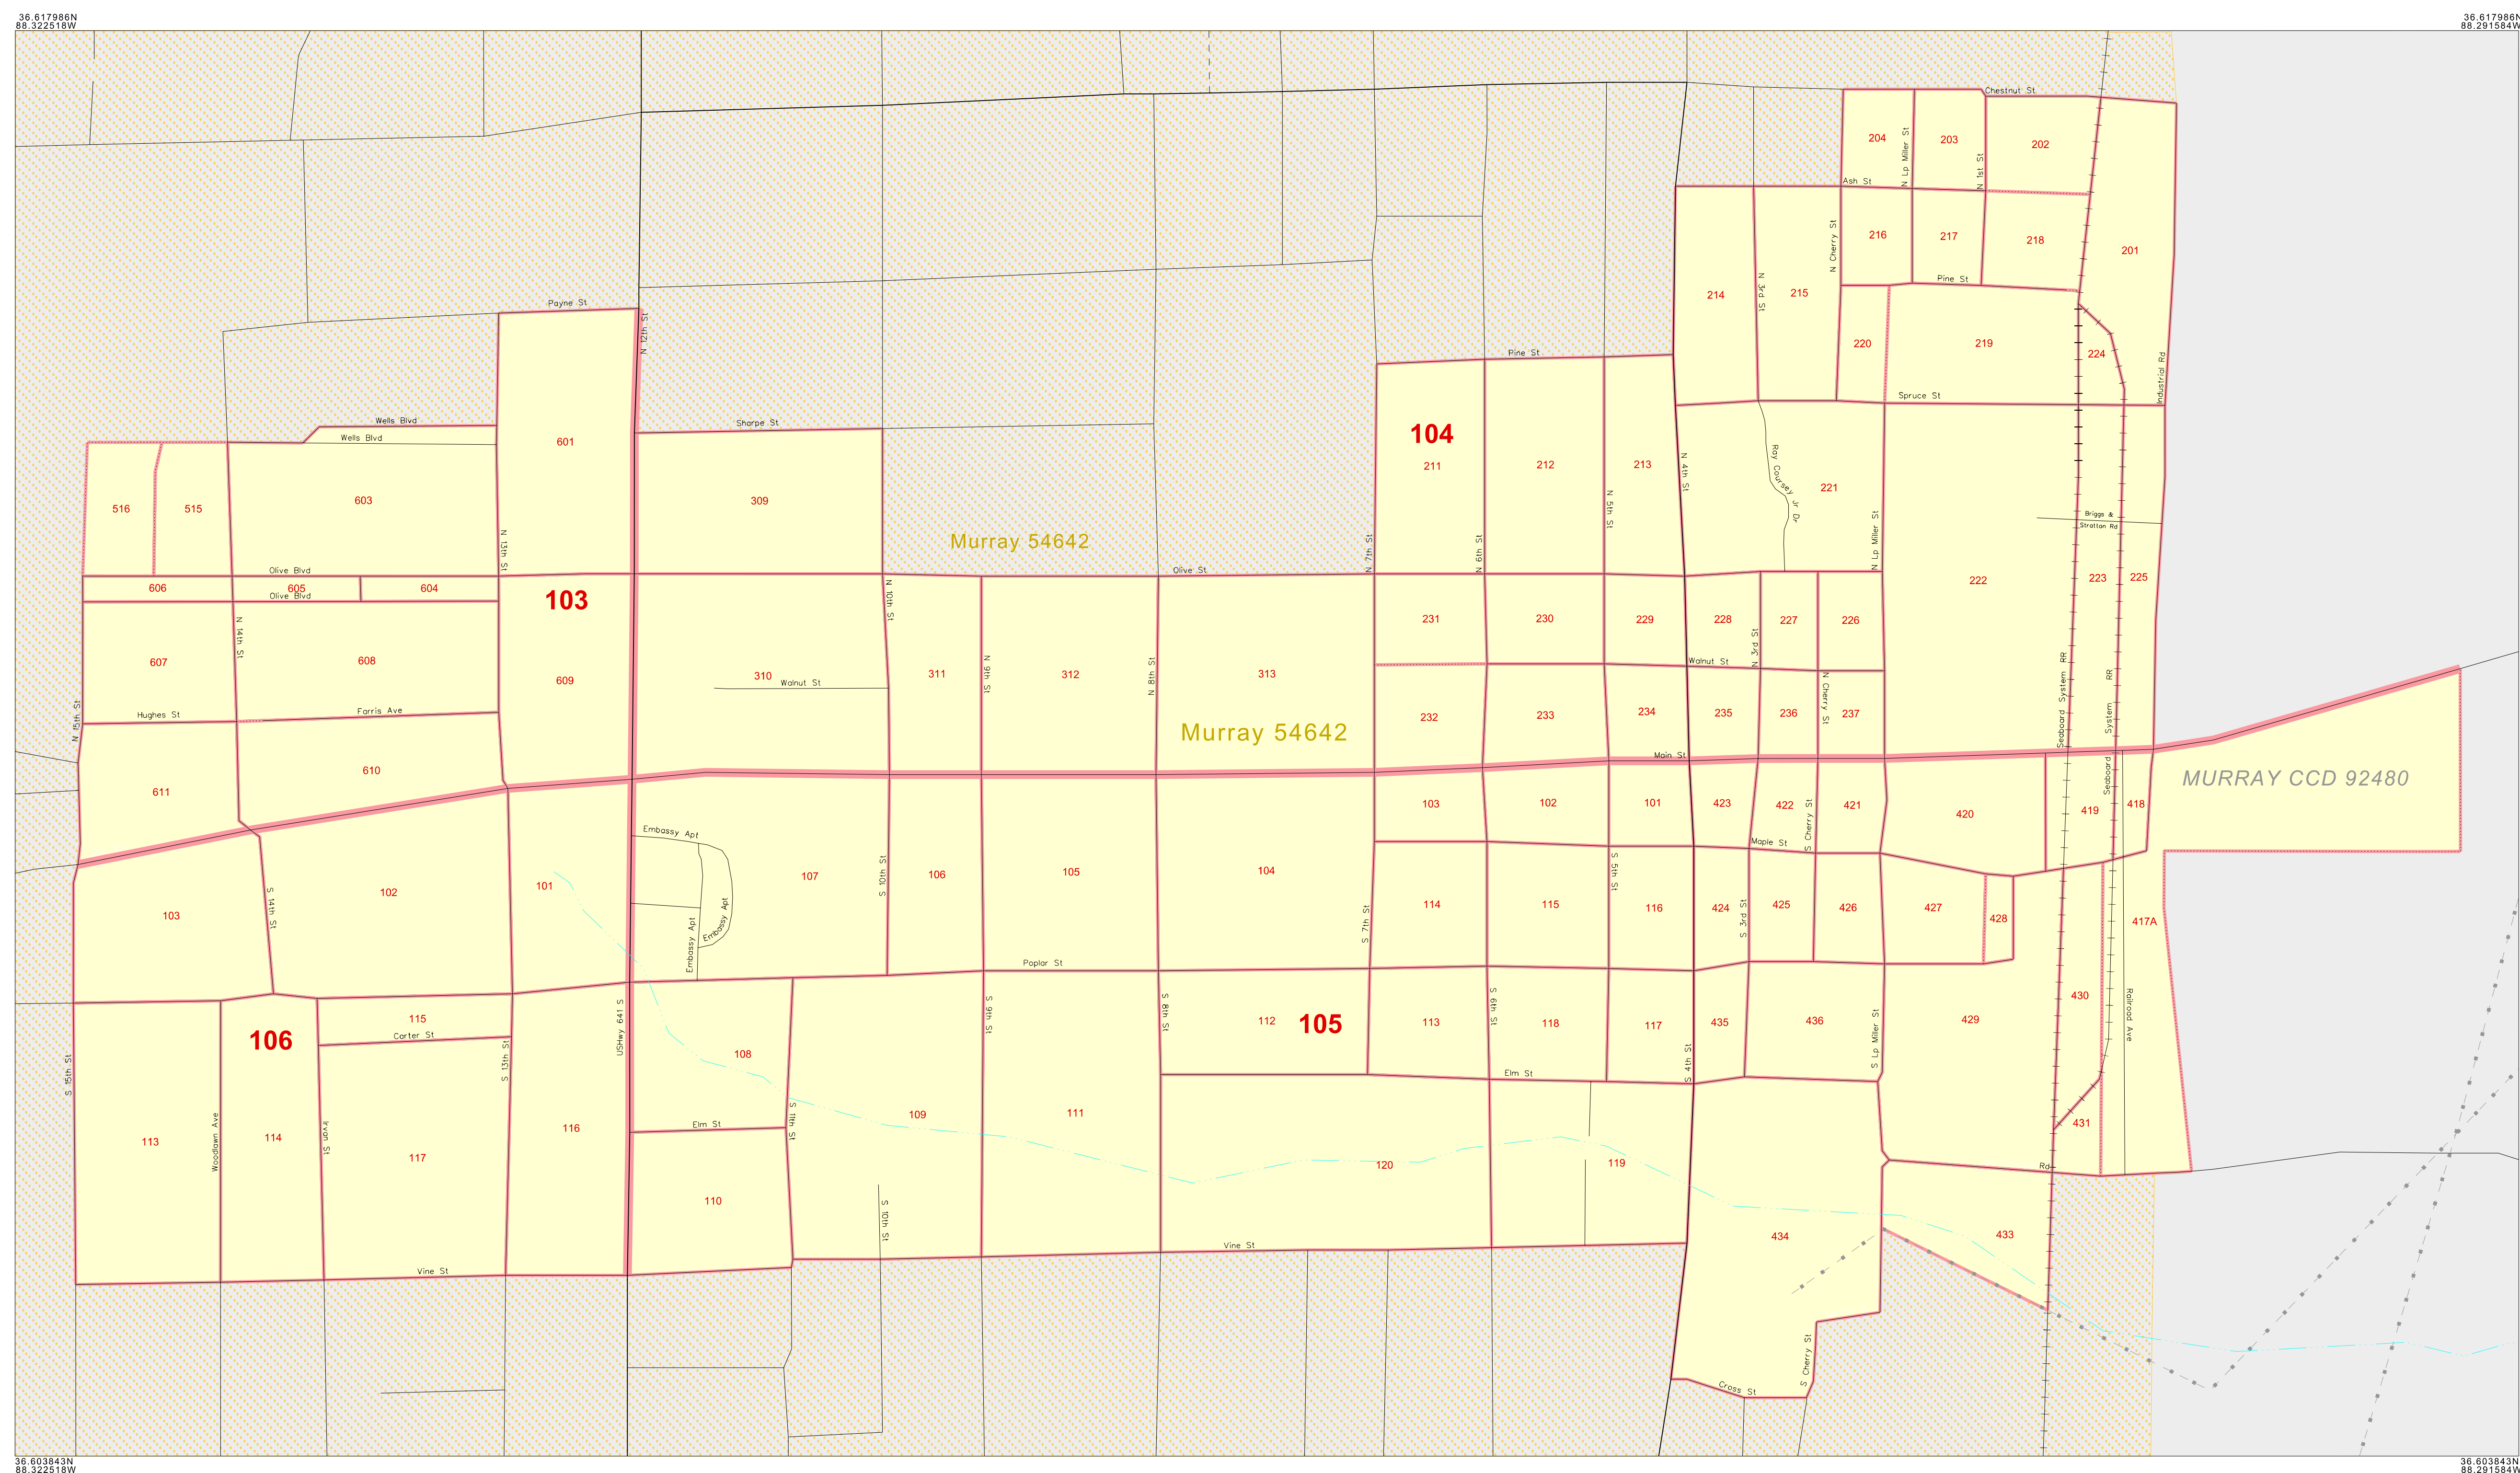 36.617986N
88.322518W
36.617986N
88.291584W
Chestnut St
204
N Lp Miller St
203
N 1st St
202
Ash St
216
217
218
201
N Cherry St
Pine St
214
N 3rd St
215
220
219
224
Industrial Rd
Spruce St
Payne St
N 12th St
601
Wells Blvd
Wells Blvd
Sharpe St
309
516
515
603
N 13th St
Pine St
104
211
212
213
N 4th St
N 5th St
N 6th St
N 7th St
Ray Coursey Jr Dr
221
N Lp Miller St
Briggs &
Stratton Rd
222
223
225
Murray 54642
Olive Blvd
606
605
604
Olive Blvd
103
Olive St
N 10th St
N 14th St
607
608
609
310
Walnut St
311
N 9th St
312
N 8th St
313
231
230
229
228
227
226
N 3rd St
Walnut St
232
233
234
235
236
N Cherry St
237
Seaboard System RR
Seaboard System RR
Hughes St
Farris Ave
N 15th St
611
610
Murray 54642
Main St
MURRAY CCD 92480
103
102
101
423
422
S Cherry St
421
420
419
418
Maple St
Embassy Apt
Embassy Apt
Embassy Apt
107
S 10th St
106
105
104
S 14th St
103
102
101
114
115
S 5th St
116
424
S 3rd St
425
426
427
428
417A
S 7th St
Poplar St
430
Railroad Ave
USHwy 641 S
S 9th St
S 8th St
112
105
113
S 6th St
118
117
S 4th St
435
436
S Lp Miller St
429
106
115
Carter St
S 13th St
S 15th St
108
Elm St
431
113
Woodlawn Ave
114
Irvan St
117
116
Elm St
S 11th St
109
111
120
119
Rd
110
S 10th St
434
433
Vine St
Vine St
S Cherry St
Cross St
36.603843N
88.322518W
36.603843N
88.291584W